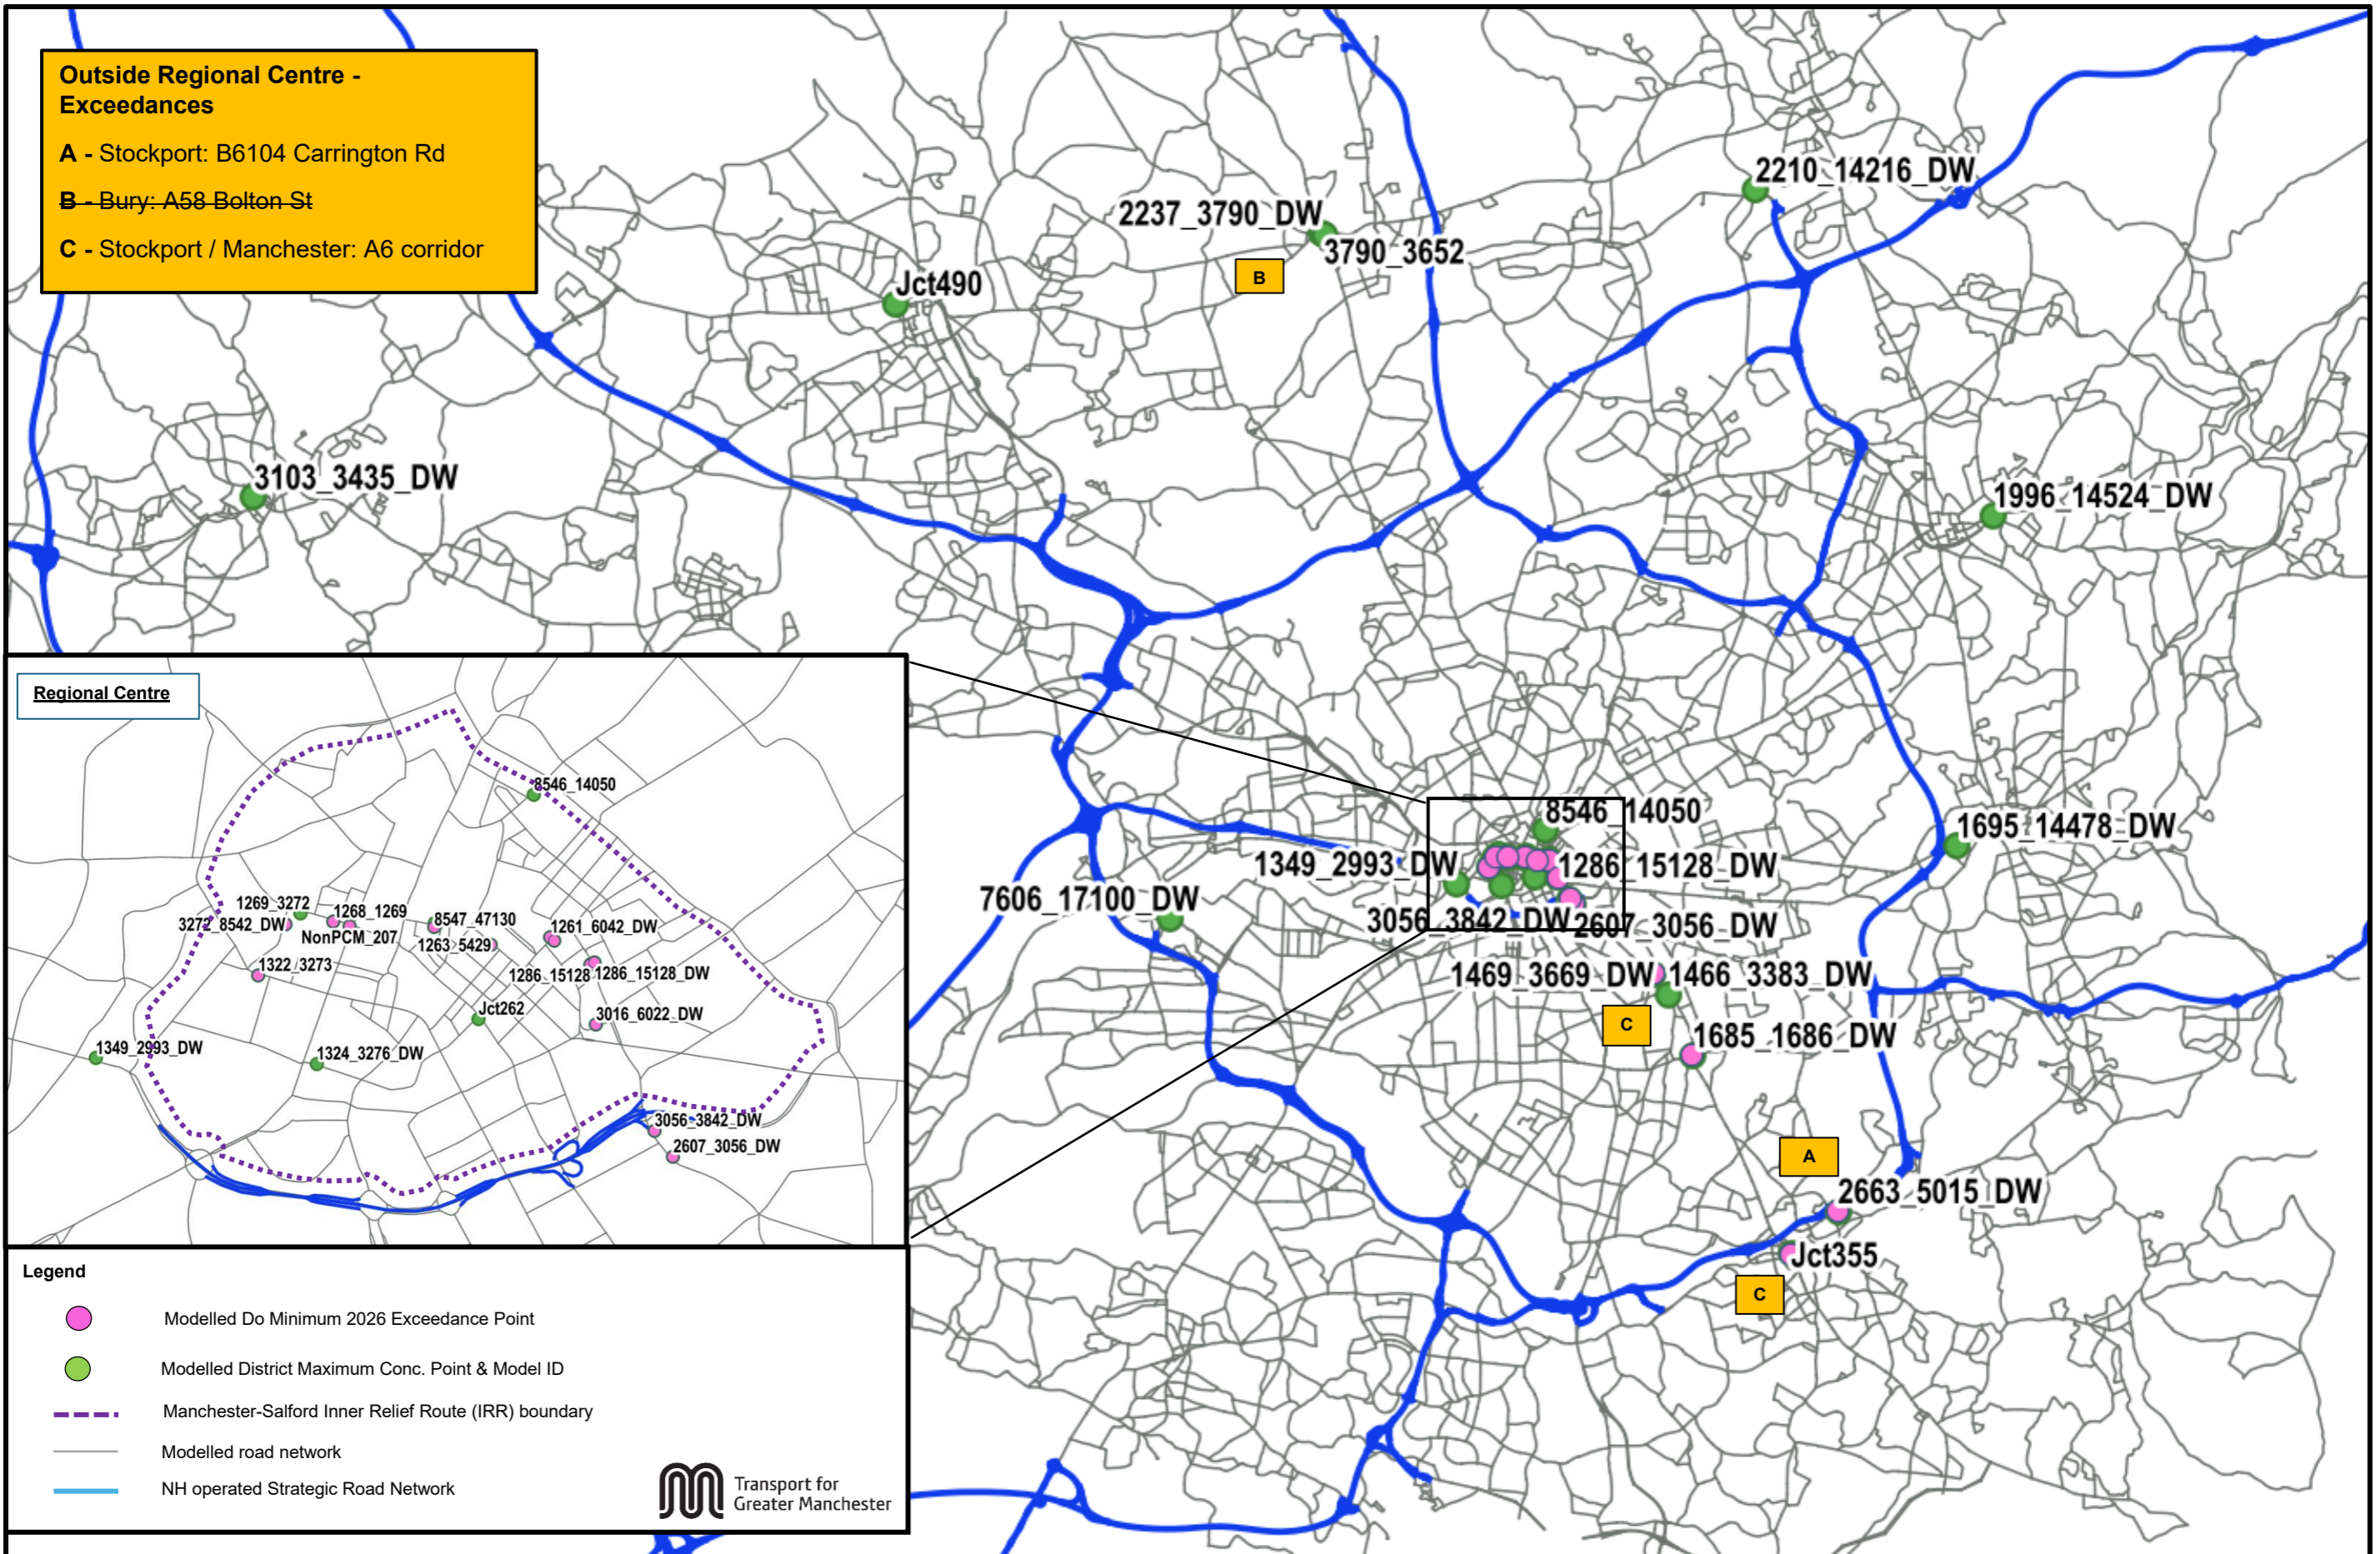 Outside Regional Centre -
Exceedances
A - Stockport: B6104 Carrington Rd
B - Bury: A58 Bolton St
C - Stockport / Manchester: A6 corridor
2210_14216_DW
2237_3790_DW
3790_3652
B
Jct490
3103_3435_DW
1996_14524_DW
8546_14050
1695_14478_DW
1349_2993_DW
1286_15128_DW
7606_17100_DW
3056_3842_DW
2607_3056_DW
1469_3669_DW
1466_3383_DW
C
1685_1686_DW
A
2663_5015_DW
Jct355
C
Regional Centre
8546_14050
1269_3272
1268_1269
3272_8542_DW
NonPCM_207
8547_47130
1263_5429
1261_6042_DW
1322_3273
1286_15128
1286_15128_DW
Jct262
3016_6022_DW
1349_2993_DW
1324_3276_DW
3056_3842_DW
2607_3056_DW
Legend
Modelled Do Minimum 2026 Exceedance Point
Modelled District Maximum Conc. Point & Model ID
Manchester-Salford Inner Relief Route (IRR) boundary
Modelled road network
NH operated Strategic Road Network
Transport for
Greater Manchester